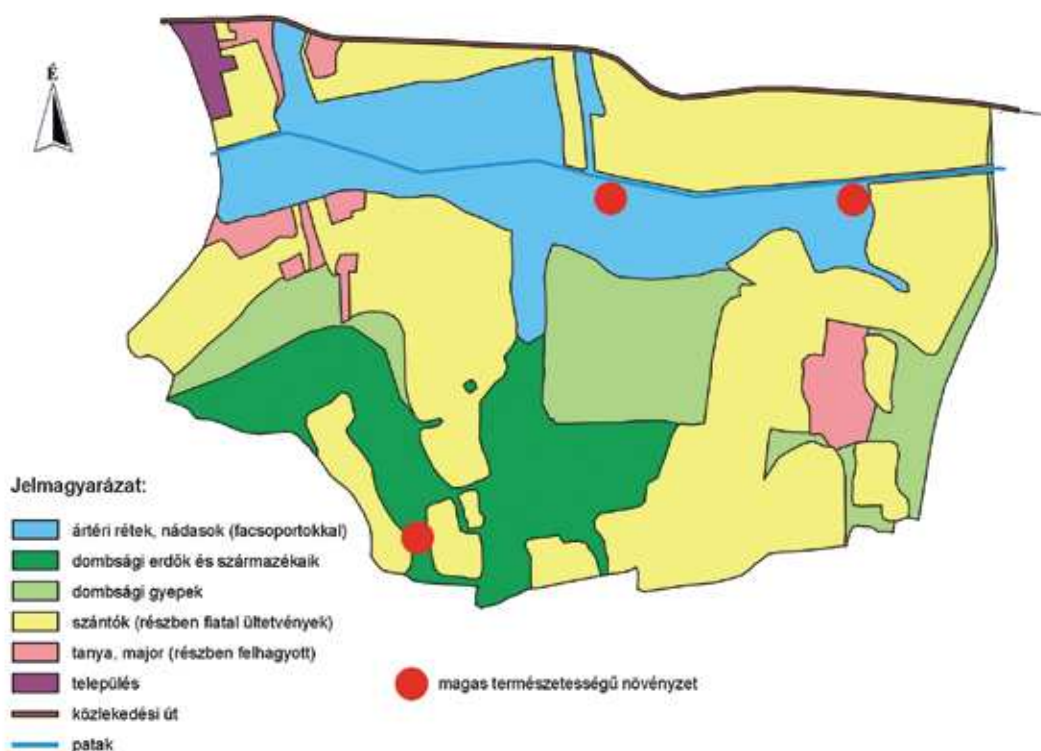 É
Jelmagyarázat:
ártéri rétek, nádasok (facsoportokkal)
dombsági erdők és származékaik
dombsági gyepek
szántók (részben fiatal ültetvények)
tanya, major (részben felhagyott)
település
közlekedési út
patak
magas természetességű növényzet